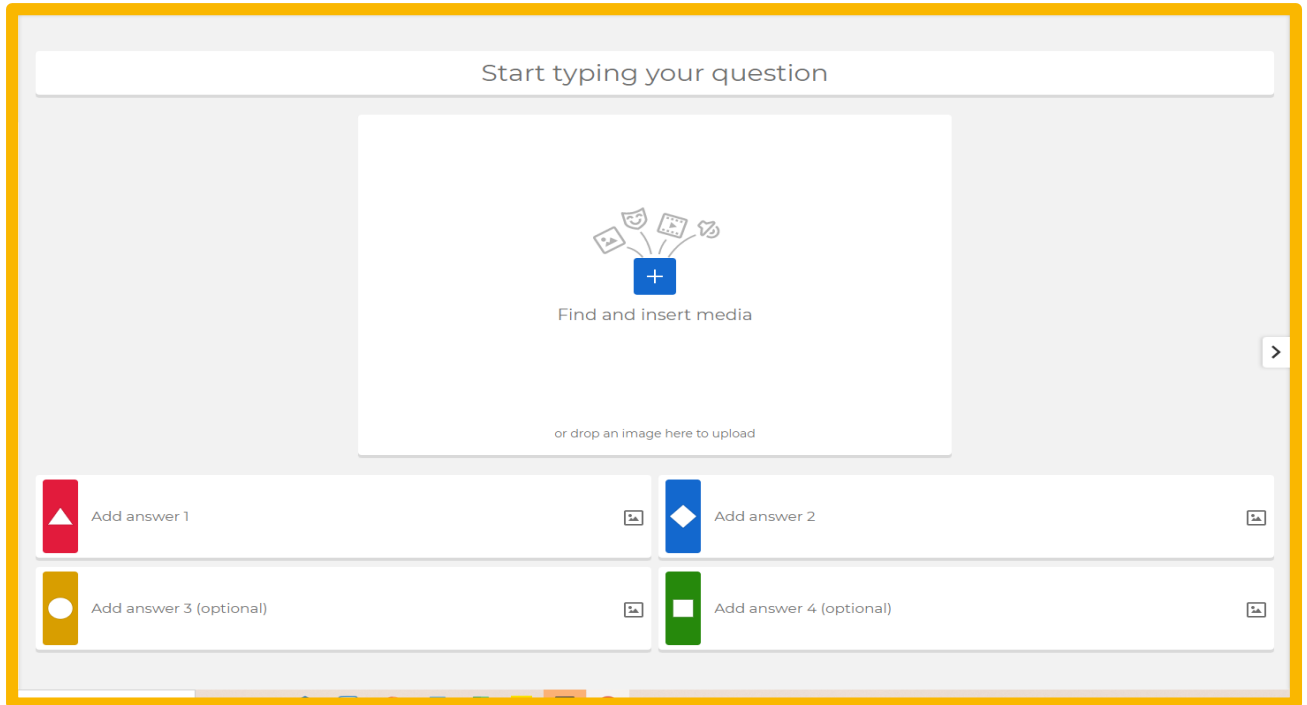 Start typing your question
Find and insert media
or drop an image here to upload
Add answer 1
Add answer 2
Add answer 3 (optional)
Add answer 4 (optional)